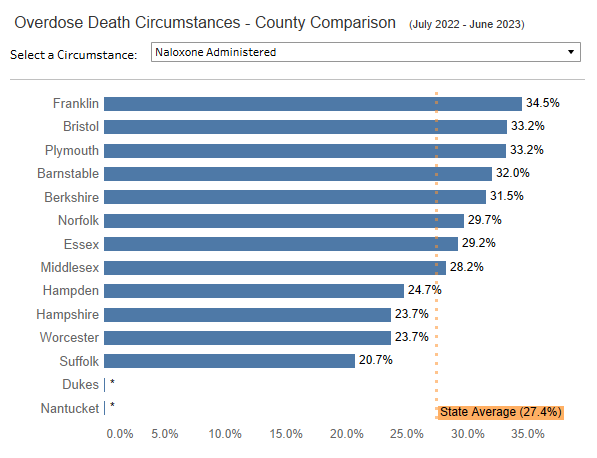 Overdose Death Circumstances - County Comparison (July 2022 - June 2023)
Select a Circumstance: Naloxone Administered
Franklin 34.5%
Bristol 33.2%
Plymouth 33.2%
Barnstable 32.0%
Berkshire 31.5%
Norfolk 29.7%
Essex 29.2%
Middlesex 28.2%
Hampden 24.7%
Hampshire 23.7%
Worcester 23.7%
Suffolk 20.7%
Dukes *
Nantucket *
State Average (27.4%)
0.0% 5.0% 10.0% 15.0% 20.0% 25.0% 30.0% 35.0%